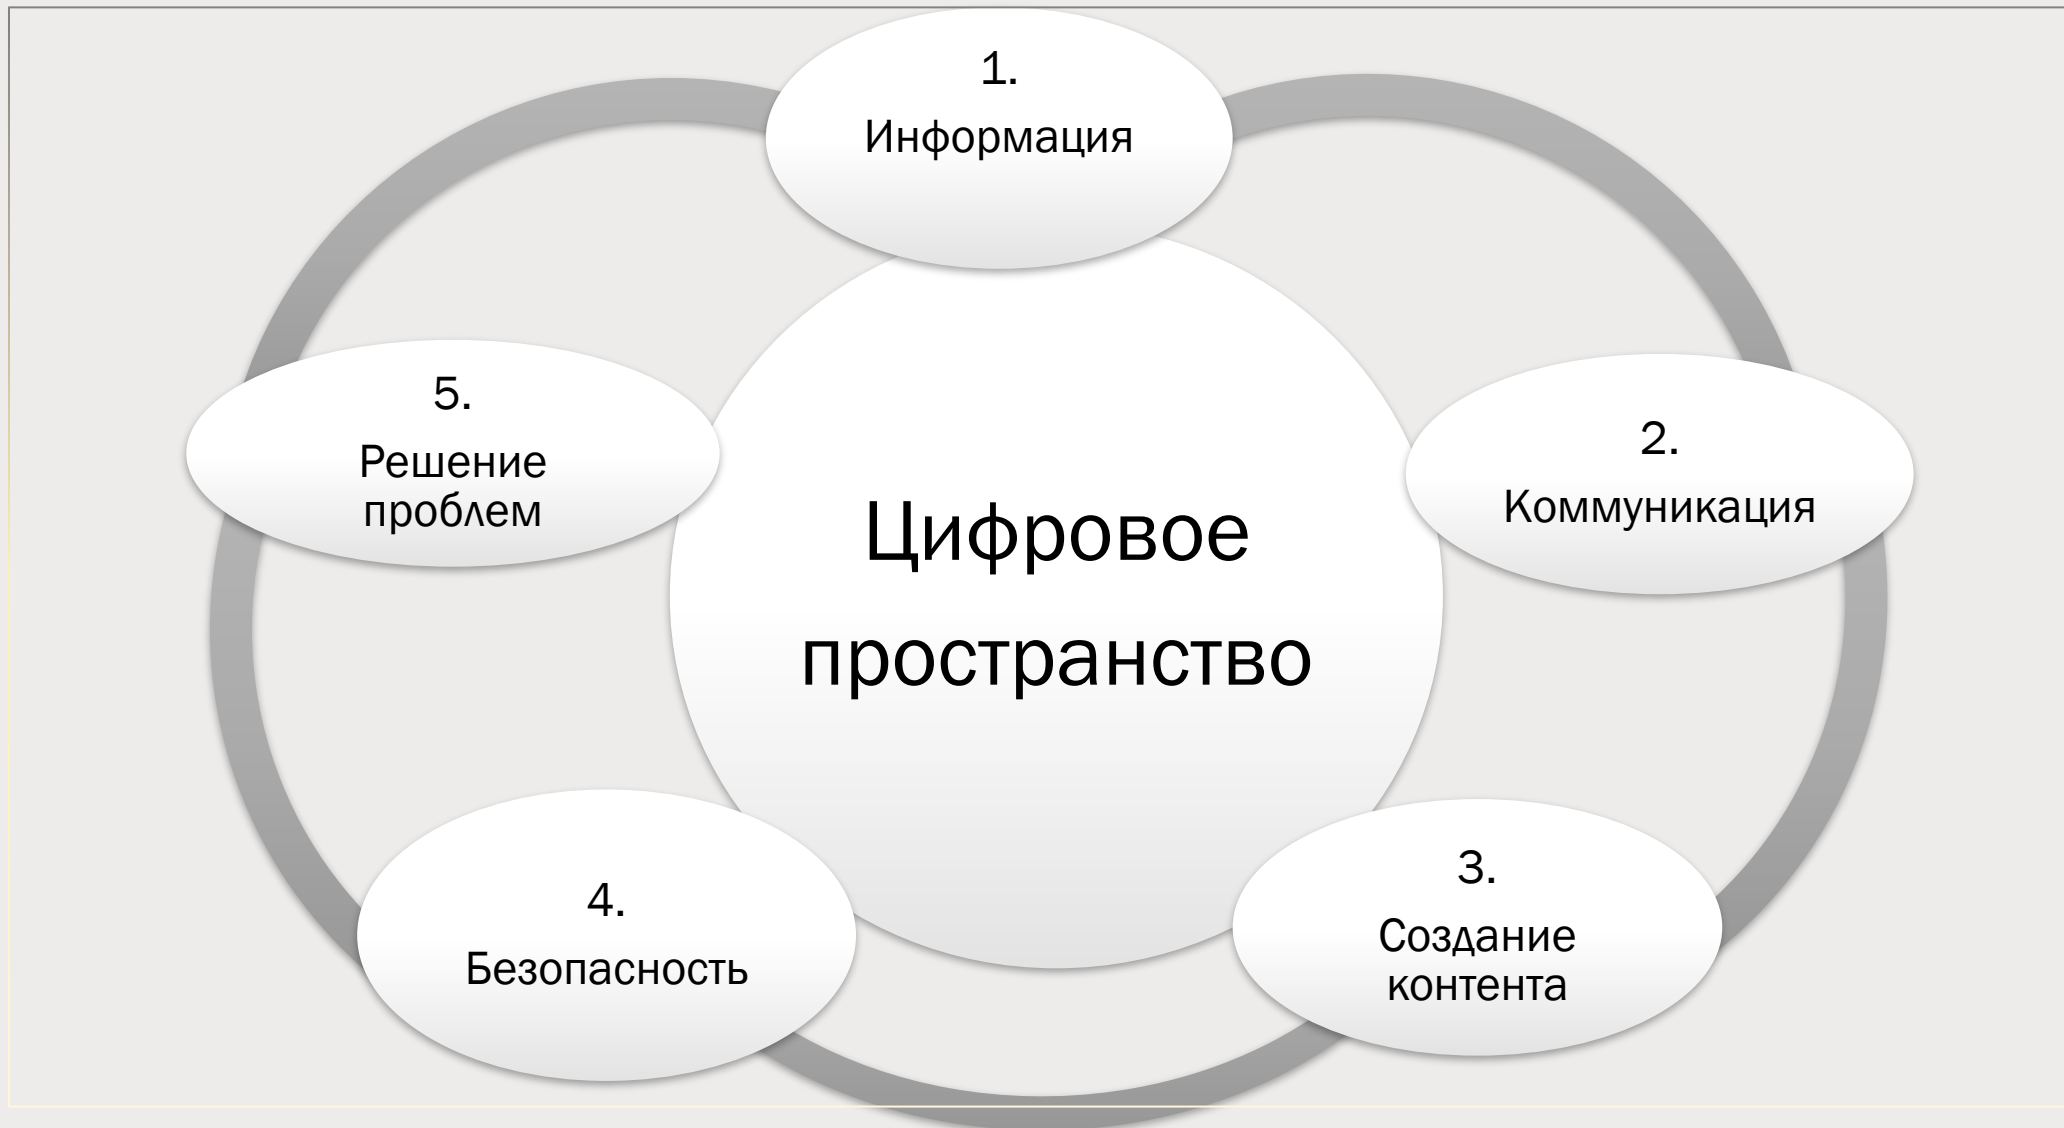 1.
Информация
2.
Коммуникация
3.
Создание
контента
4.
Безопасность
5.
Решение
проблем
Цифровое
пространство